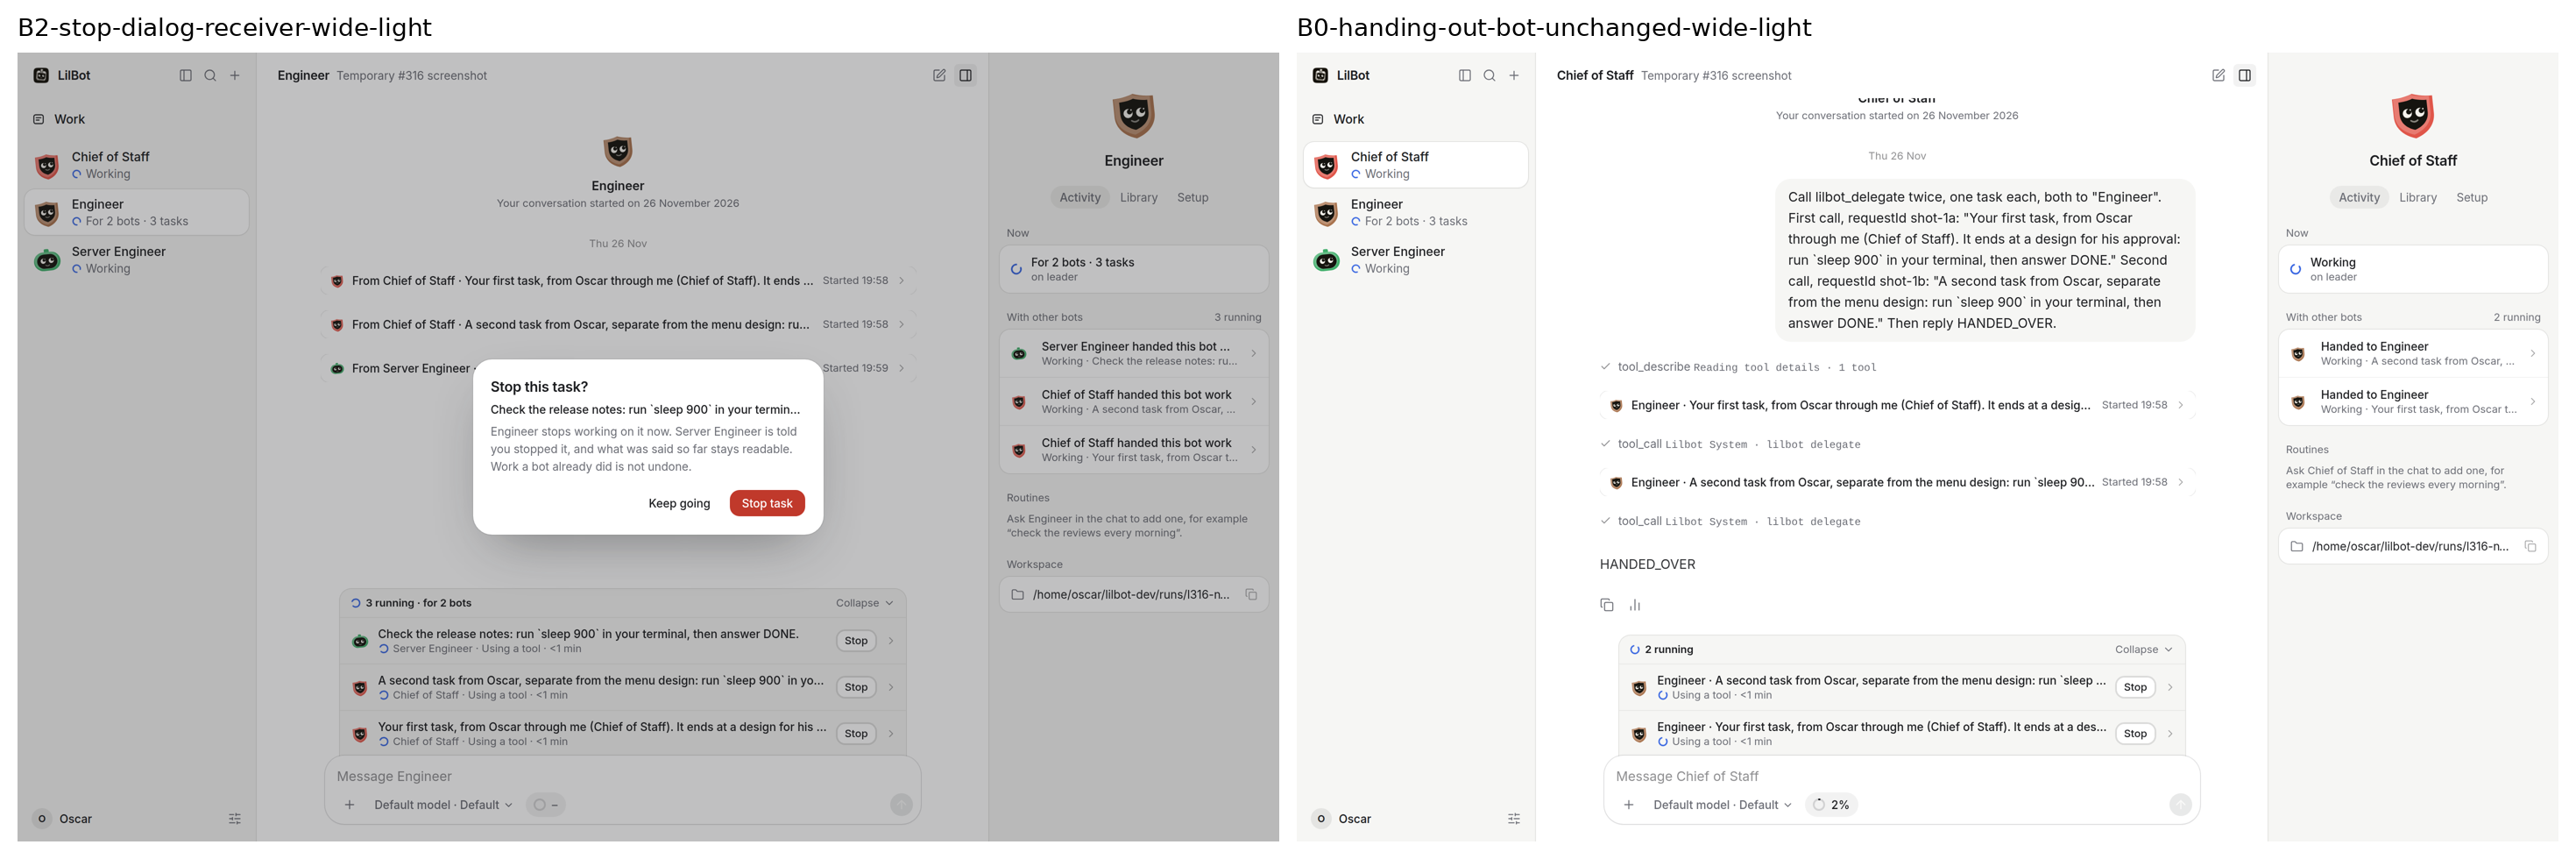 B2-stop-dialog-receiver-wide-light
LilBot
Work
Chief of Staff
Working
Engineer
For 2 bots · 3 tasks
Server Engineer
Working
O Oscar
Engineer Temporary #316 screenshot
Engineer
Your conversation started on 26 November 2026
Thu 26 Nov
From Chief of Staff · Your first task, from Oscar through me (Chief of Staff). It ends ... Started 19:58
From Chief of Staff · A second task from Oscar, separate from the menu design: ru... Started 19:58
From Server Engineer · Started 19:59
Stop this task?
Check the release notes: run `sleep 900` in your termin...
Engineer stops working on it now. Server Engineer is told
you stopped it, and what was said so far stays readable.
Work a bot already did is not undone.
Keep going Stop task
3 running · for 2 bots Collapse
Check the release notes: run `sleep 900` in your terminal, then answer DONE.
Server Engineer · Using a tool · <1 min
Stop
A second task from Oscar, separate from the menu design: run `sleep 900` in yo...
Chief of Staff · Using a tool · <1 min
Stop
Your first task, from Oscar through me (Chief of Staff). It ends at a design for his ...
Chief of Staff · Using a tool · <1 min
Stop
Message Engineer
Default model · Default –
Engineer
Activity Library Setup
Now
For 2 bots · 3 tasks
on leader
With other bots 3 running
Server Engineer handed this bot ...
Working · Check the release notes: ru...
Chief of Staff handed this bot work
Working · A second task from Oscar, ...
Chief of Staff handed this bot work
Working · Your first task, from Oscar t...
Routines
Ask Engineer in the chat to add one, for example
“check the reviews every morning”.
Workspace
/home/oscar/lilbot-dev/runs/l316-n...
B0-handing-out-bot-unchanged-wide-light
LilBot
Work
Chief of Staff
Working
Engineer
For 2 bots · 3 tasks
Server Engineer
Working
O Oscar
Chief of Staff Temporary #316 screenshot
Chief of Staff
Your conversation started on 26 November 2026
Thu 26 Nov
Call lilbot_delegate twice, one task each, both to "Engineer".
First call, requestId shot-1a: "Your first task, from Oscar
through me (Chief of Staff). It ends at a design for his approval:
run `sleep 900` in your terminal, then answer DONE." Second
call, requestId shot-1b: "A second task from Oscar, separate
from the menu design: run `sleep 900` in your terminal, then
answer DONE." Then reply HANDED_OVER.
tool_describe Reading tool details · 1 tool
Engineer · Your first task, from Oscar through me (Chief of Staff). It ends at a desig... Started 19:58
tool_call Lilbot System · lilbot delegate
Engineer · A second task from Oscar, separate from the menu design: run `sleep 90... Started 19:58
tool_call Lilbot System · lilbot delegate
HANDED_OVER
2 running Collapse
Engineer · A second task from Oscar, separate from the menu design: run `sleep ...
Using a tool · <1 min
Stop
Engineer · Your first task, from Oscar through me (Chief of Staff). It ends at a des...
Using a tool · <1 min
Stop
Message Chief of Staff
Default model · Default 2%
Chief of Staff
Activity Library Setup
Now
Working
on leader
With other bots 2 running
Handed to Engineer
Working · A second task from Oscar, ...
Handed to Engineer
Working · Your first task, from Oscar t...
Routines
Ask Chief of Staff in the chat to add one, for
example “check the reviews every morning”.
Workspace
/home/oscar/lilbot-dev/runs/l316-n...